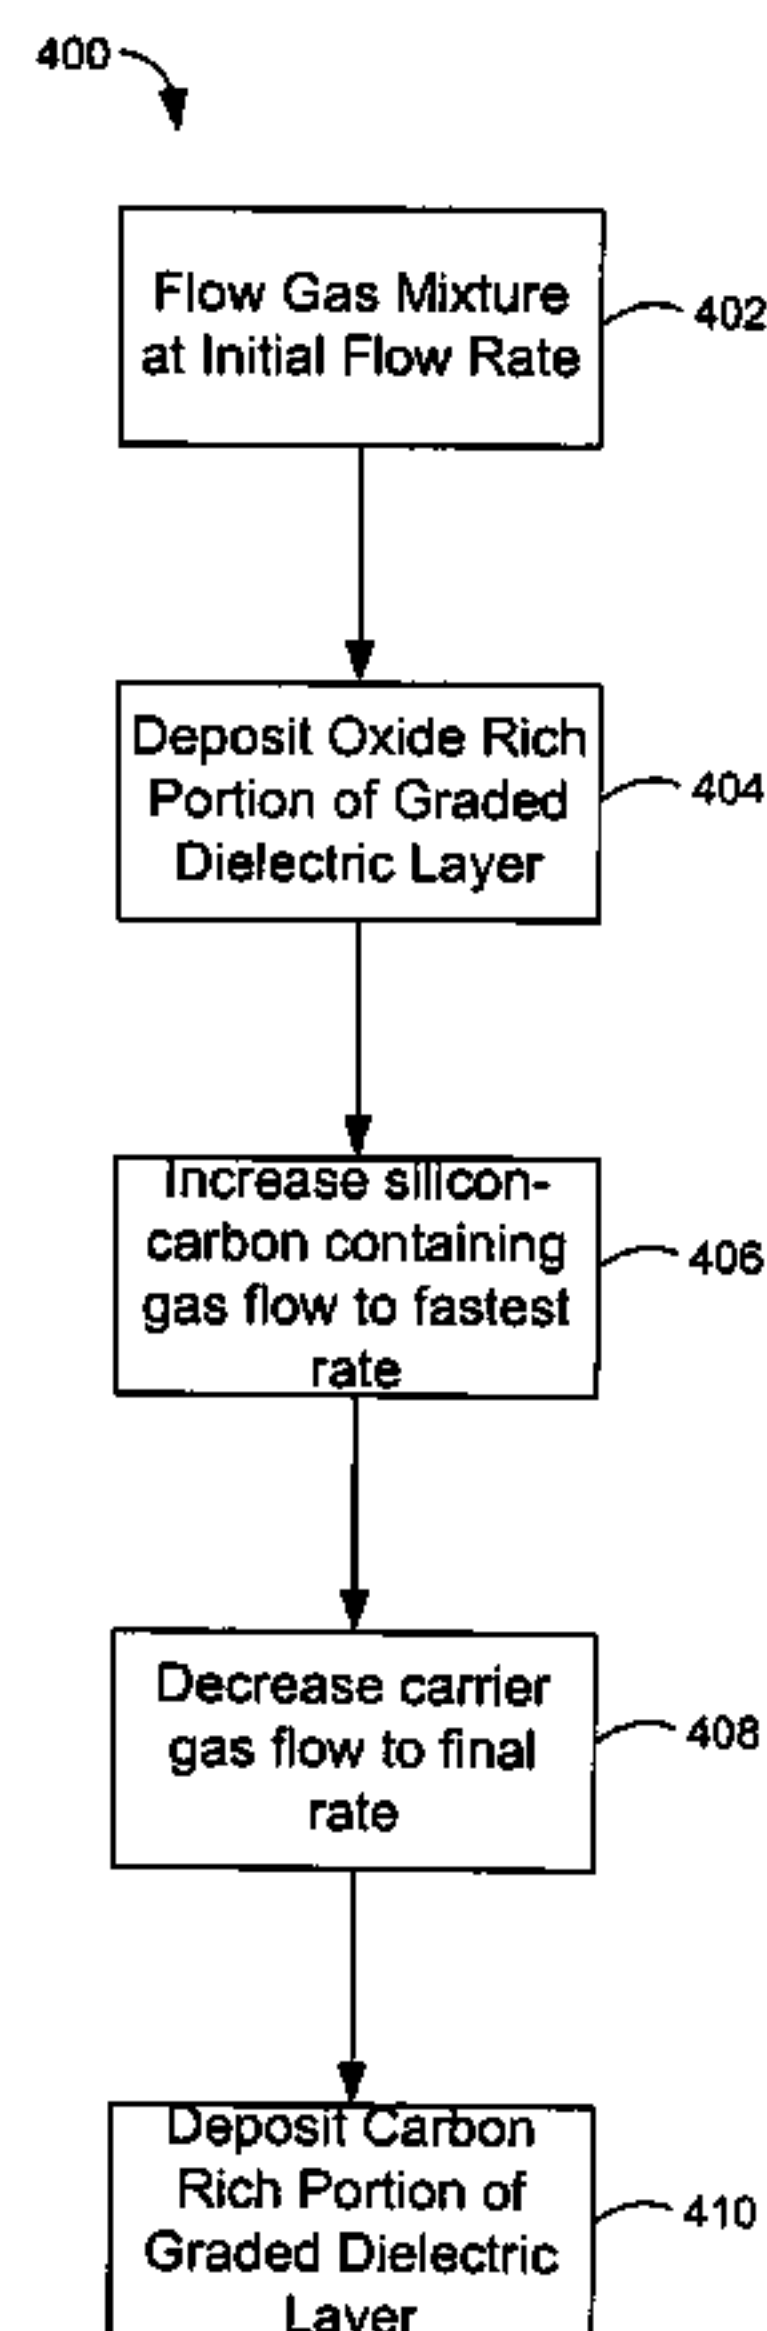 400
Flow Gas Mixture
at Initial Flow Rate
402
Deposit Oxide Rich
Portion of Graded
Dielectric Layer
404
Increase silicon-
carbon containing
gas flow to fastest
rate
406
Decrease carrier
gas flow to final
rate
408
Deposit Carbon
Rich Portion of
Graded Dielectric
Layer
410